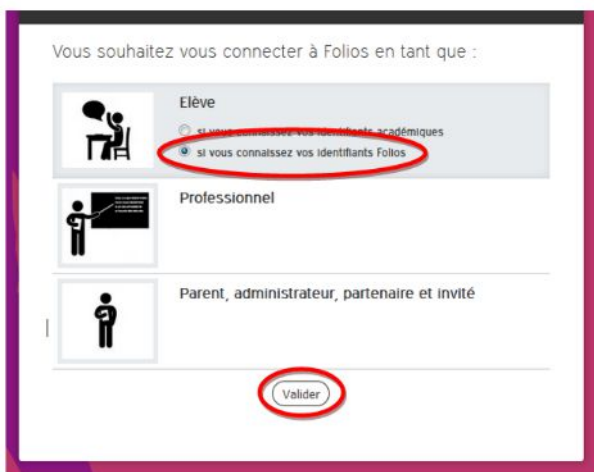 Vous souhaitez vous connecter à Folios en tant que :
Elève
si vous connaissez vos identifiants académiques
si vous connaissez vos identifiants Folios
Professionnel
Parent, administrateur, partenaire et invité
Valider